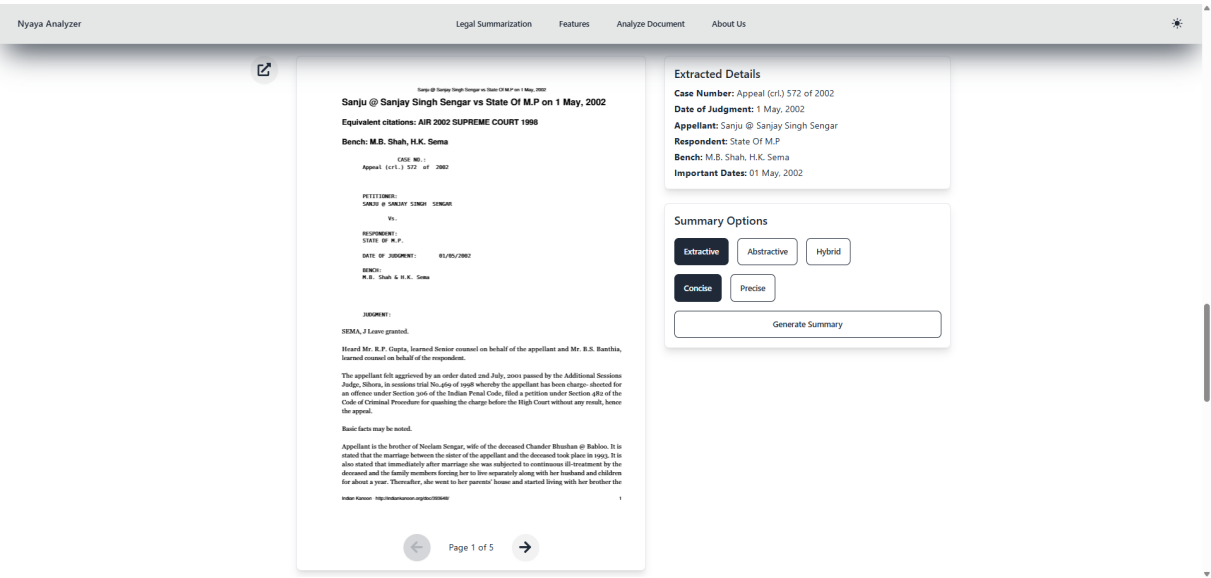 Nyaya Analyzer
Legal Summarization
Features
Analyze Document
About Us
Sanju @ Sanjay Singh Sengar vs State Of M.P on 1 May, 2002
Sanju @ Sanjay Singh Sengar vs State Of M.P on 1 May, 2002
Equivalent citations: AIR 2002 SUPREME COURT 1998
Bench: M.B. Shah, H.K. Sema
CASE NO.:
Appeal (crl.) 572 of 2002
PETITIONER:
SANJU @ SANJAY SINGH SENGAR
Vs.
RESPONDENT:
STATE OF M.P.
DATE OF JUDGMENT: 01/05/2002
BENCH:
M.B. Shah & H.K. Sema
JUDGMENT:
SEMA, J Leave granted.
Heard Mr. R.P. Gupta, learned Senior counsel on behalf of the appellant and Mr. B.S. Banthia,
learned counsel on behalf of the respondent.
The appellant felt aggrieved by an order dated 2nd July, 2001 passed by the Additional Sessions
Judge, Sihora, in sessions trial No.469 of 1998 whereby the appellant has been charge- sheeted for
an offence under Section 306 of the Indian Penal Code, filed a petition under Section 482 of the
Code of Criminal Procedure for quashing the charge before the High Court without any result, hence
the appeal.
Basic facts may be noted.
Appellant is the brother of Neelam Sengar, wife of the deceased Chander Bhushan @ Babloo. It is
stated that the marriage between the sister of the appellant and the deceased took place in 1993. It is
also stated that immediately after marriage she was subjected to continuous ill-treatment by the
deceased and the family members forcing her to live separately along with her husband and children
for about a year. Thereafter, she went to her parents' house and started living with her brother the
Indian Kanoon - http://indiankanoon.org/doc/393640/ 1
Page 1 of 5
Extracted Details
Case Number: Appeal (crl.) 572 of 2002
Date of Judgment: 1 May, 2002
Appellant: Sanju @ Sanjay Singh Sengar
Respondent: State Of M.P
Bench: M.B. Shah, H.K. Sema
Important Dates: 01 May, 2002
Summary Options
Extractive
Abstractive
Hybrid
Concise
Precise
Generate Summary